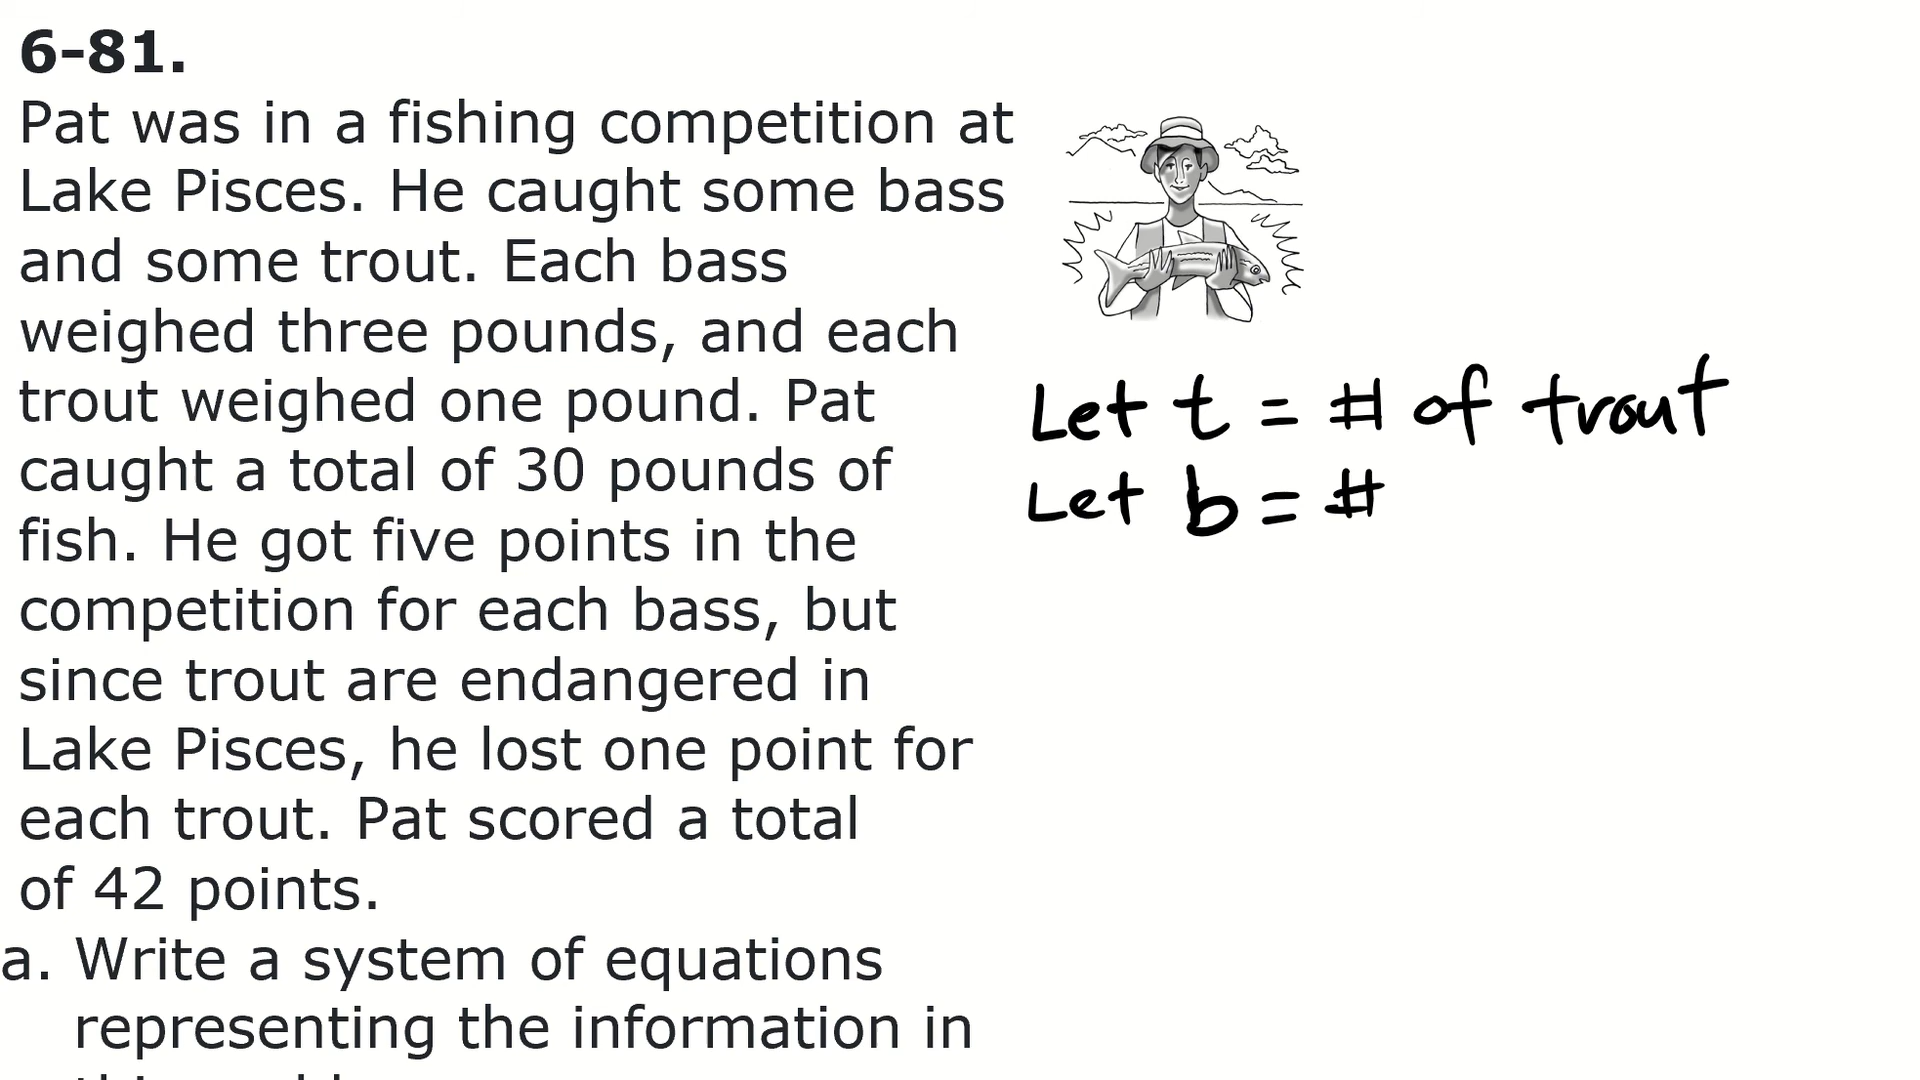 6-81.
Pat was in a fishing competition at
Lake Pisces. He caught some bass
and some trout. Each bass
weighed three pounds, and each
trout weighed one pound. Pat
caught a total of 30 pounds of
fish. He got five points in the
competition for each bass, but
since trout are endangered in
Lake Pisces, he lost one point for
each trout. Pat scored a total
of 42 points.
a. Write a system of equations
representing the information in
Let t = # of trout
Let b = #